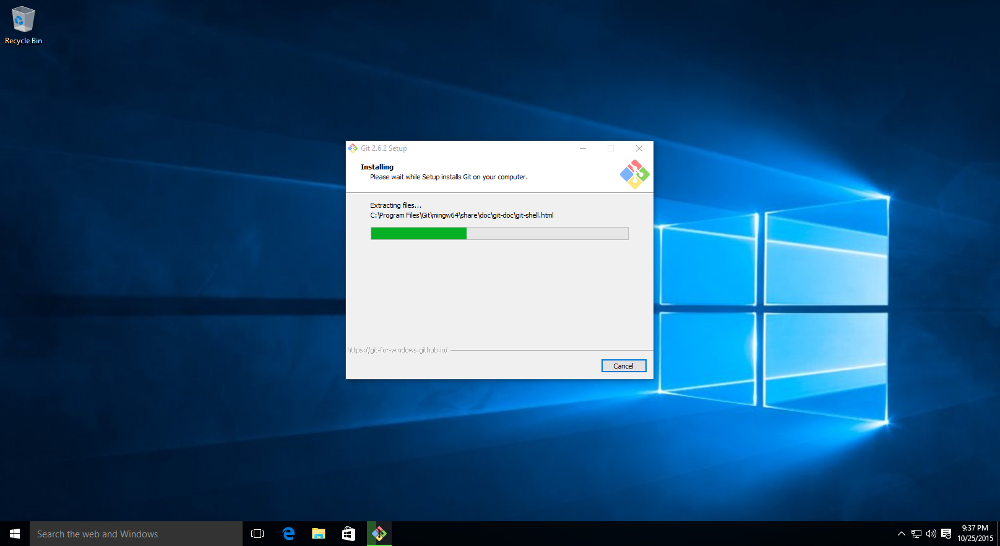 Recycle Bin
Git 2.6.2 Setup
Installing
Please wait while Setup installs Git on your computer.
Extracting files...
C:\Program Files\Git\mingw64\share\doc\git-doc\git-shell.html
https://git-for-windows.github.io/
Cancel
Search the web and Windows
9:37 PM
10/25/2015